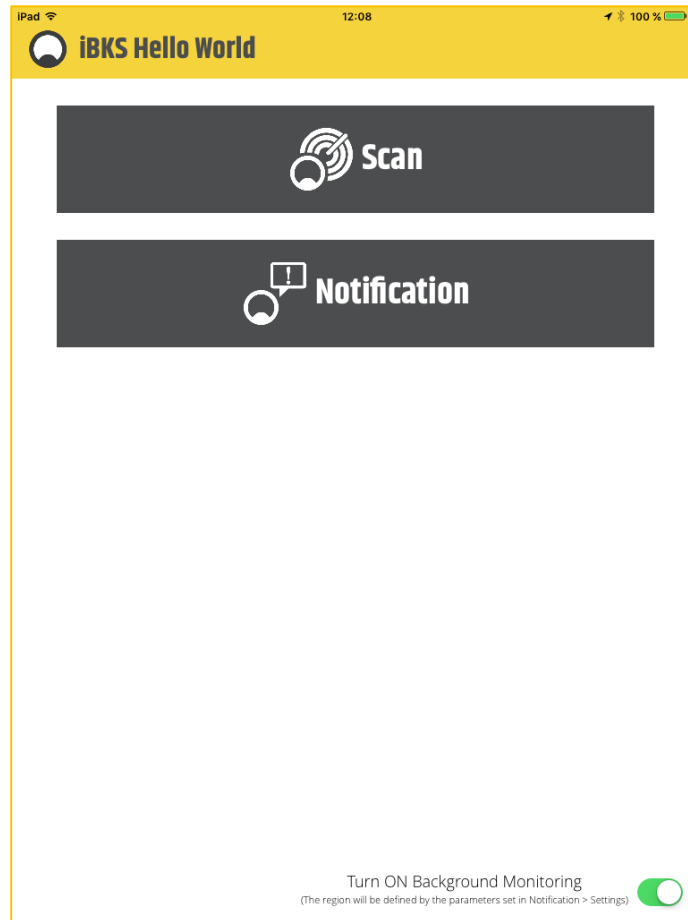 iPad 12:08 100 %
iBKS Hello World
Scan
Notification
Turn ON Background Monitoring
(The region will be defined by the parameters set in Notification > Settings)